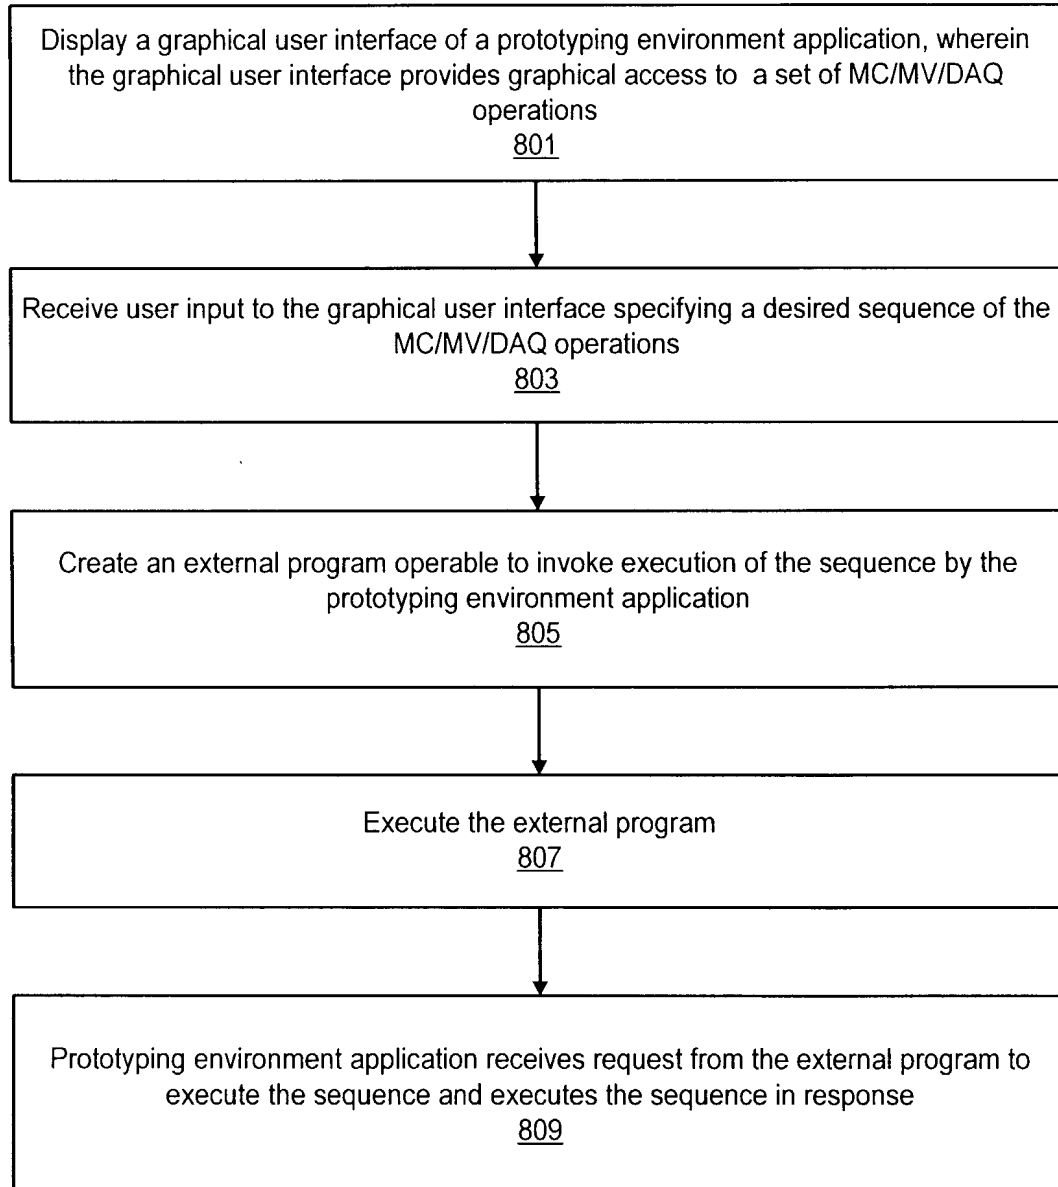 Display a graphical user interface of a prototyping environment application, wherein
the graphical user interface provides graphical access to a set of MC/MV/DAQ
operations
801
Receive user input to the graphical user interface specifying a desired sequence of the
MC/MV/DAQ operations
803
Create an external program operable to invoke execution of the sequence by the
prototyping environment application
805
Execute the external program
807
Prototyping environment application receives request from the external program to
execute the sequence and executes the sequence in response
809